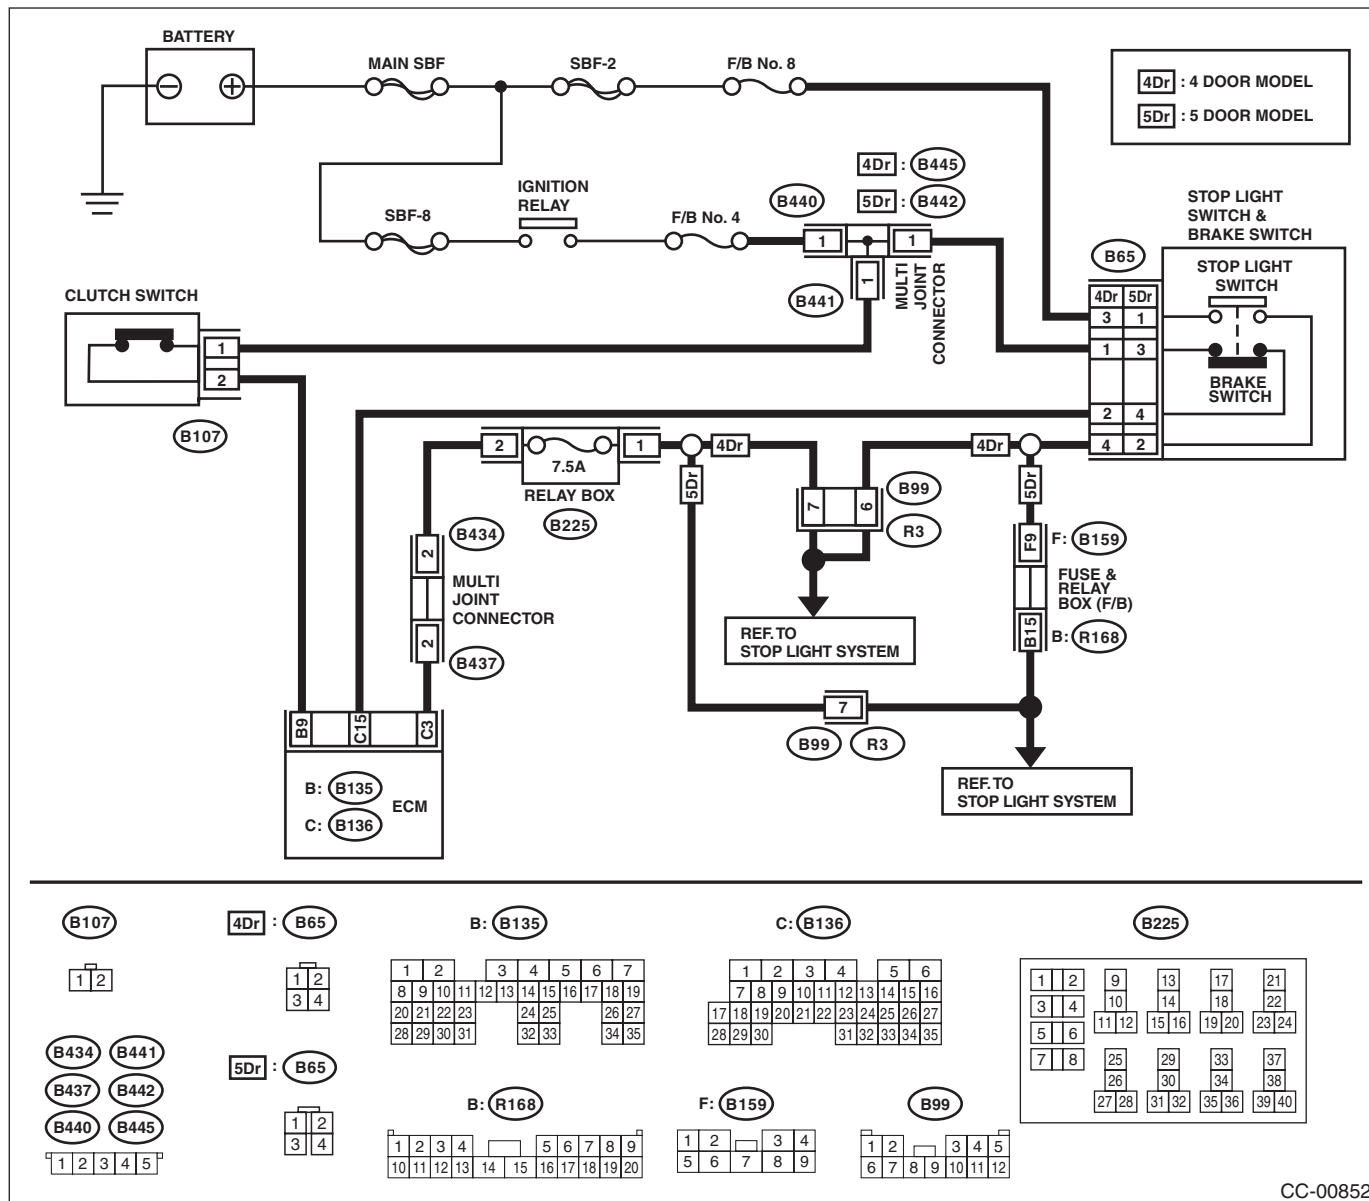 BATTERY
MAIN SBF
SBF-2
F/B No. 8
4Dr : 4 DOOR MODEL
5Dr : 5 DOOR MODEL
4Dr : B445
5Dr : B442
IGNITION
RELAY
SBF-8
F/B No. 4
B440
1
1
1
B441
MULTI
JOINT
CONNECTOR
STOP LIGHT
SWITCH &
BRAKE SWITCH
B65
STOP LIGHT
SWITCH
4Dr 5Dr
3 1
1 3
2 4
4 2
BRAKE
SWITCH
CLUTCH SWITCH
1
2
B107
2
7.5A
1
RELAY BOX
B225
4Dr
5Dr
4Dr
5Dr
7
6
B99
R3
F9
F: B159
FUSE &
RELAY
BOX (F/B)
B15
B: R168
B434
2
MULTI
JOINT
CONNECTOR
2
B437
REF.TO
STOP LIGHT SYSTEM
7
B99 R3
REF.TO
STOP LIGHT SYSTEM
B9 C15 C3
B: B135
ECM
C: B136
B107
1 2
4Dr : B65
1 2
3 4
5Dr : B65
1 2
3 4
B434 B441
B437 B442
B440 B445
1 2 3 4 5
B: B135
1 2 3 4 5 6 7
8 9 10 11 12 13 14 15 16 17 18 19
20 21 22 23 24 25 26 27
28 29 30 31 32 33 34 35
C: B136
1 2 3 4 5 6
7 8 9 10 11 12 13 14 15 16
17 18 19 20 21 22 23 24 25 26 27
28 29 30 31 32 33 34 35
B: R168
1 2 3 4 5 6 7 8 9
10 11 12 13 14 15 16 17 18 19 20
F: B159
1 2 3 4
5 6 7 8 9
B99
1 2 3 4 5
6 7 8 9 10 11 12
B225
1 2 9 13 17 21
3 4 10 14 18 22
11 12 15 16 19 20 23 24
5 6
7 8 25 29 33 37
26 30 34 38
27 28 31 32 35 36 39 40
CC-00852